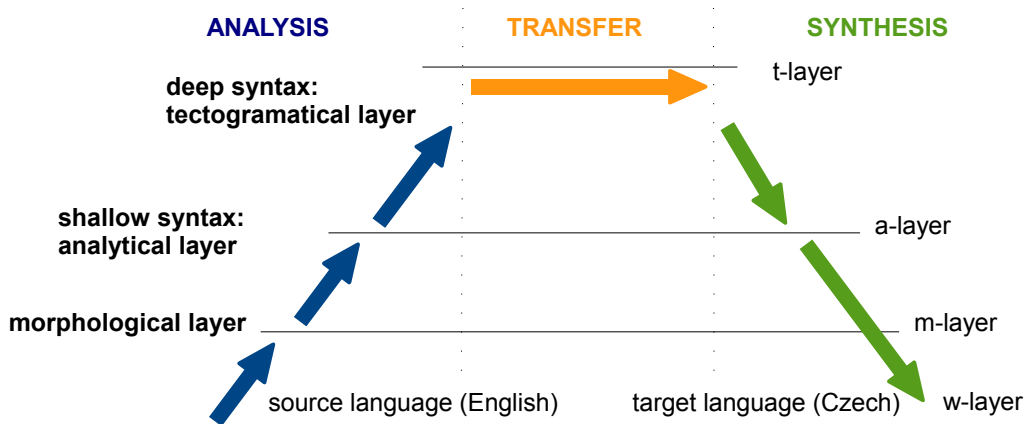 ANALYSIS TRANSFER SYNTHESIS
deep syntax:
tectogramatical layer
t-layer
shallow syntax:
analytical layer
a-layer
morphological layer
m-layer
source language (English) target language (Czech) w-layer